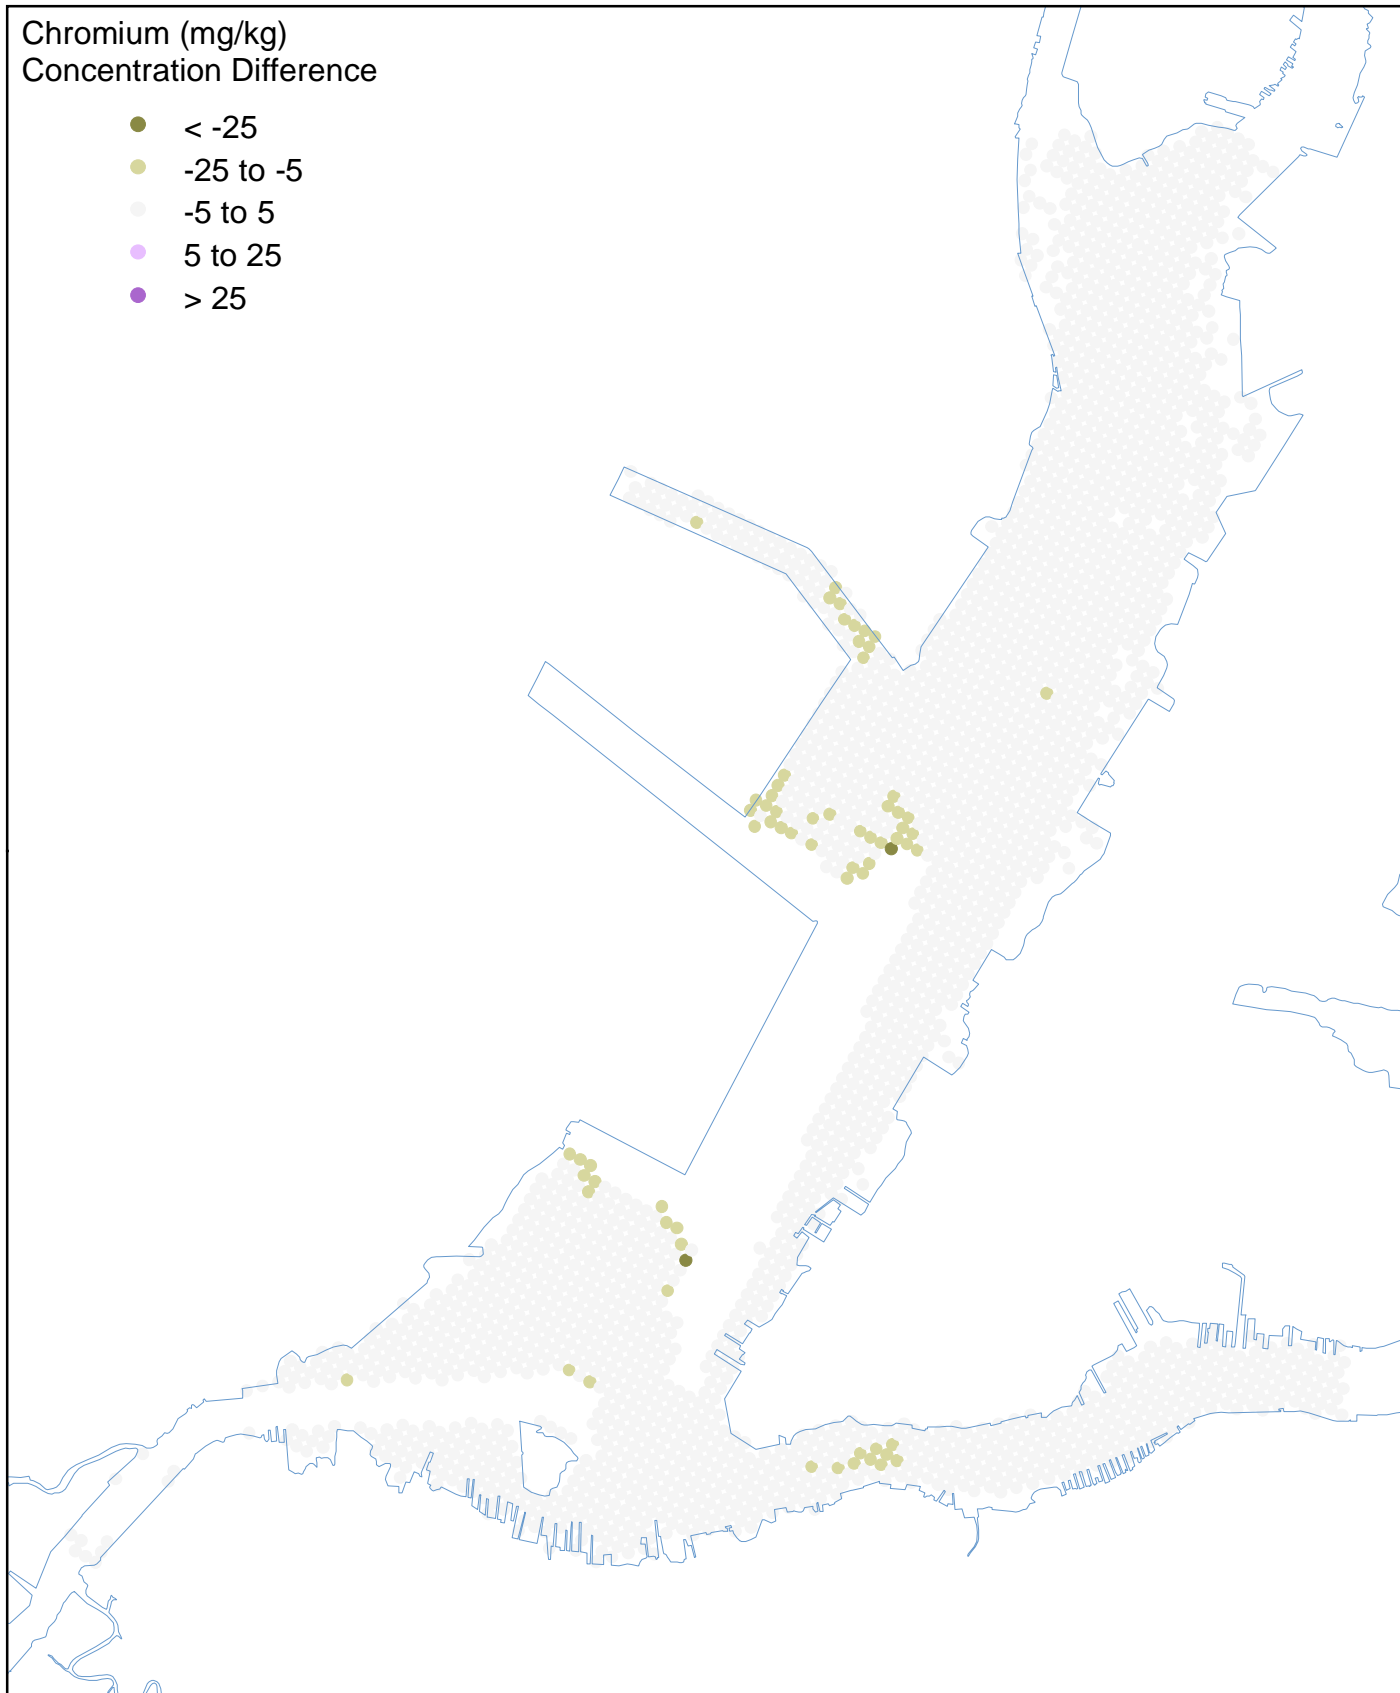 Chromium (mg/kg)
Concentration Difference
< -25
-25 to -5
-5 to 5
5 to 25
> 25